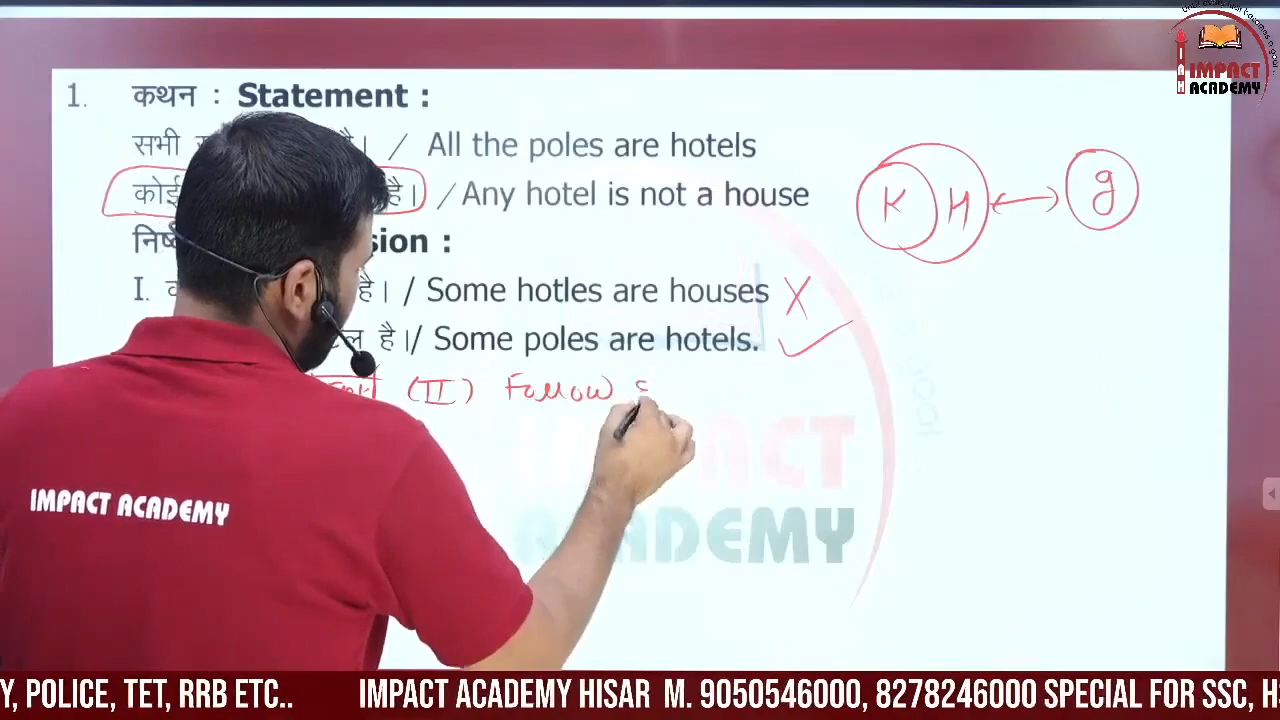 IMPACT
ACADEMY
1. कथन : Statement :
सभी है। / All the poles are hotels
कोई है। / Any hotel is not a house
:
I. है। / Some hotles are houses X
है। / Some poles are hotels.
K H g
(II) Follow
IMPACT
ACADEMY
IMPACT ACADEMY
Y, POLICE, TET, RRB ETC.. IMPACT ACADEMY HISAR M. 9050546000, 8278246000 SPECIAL FOR SSC, H